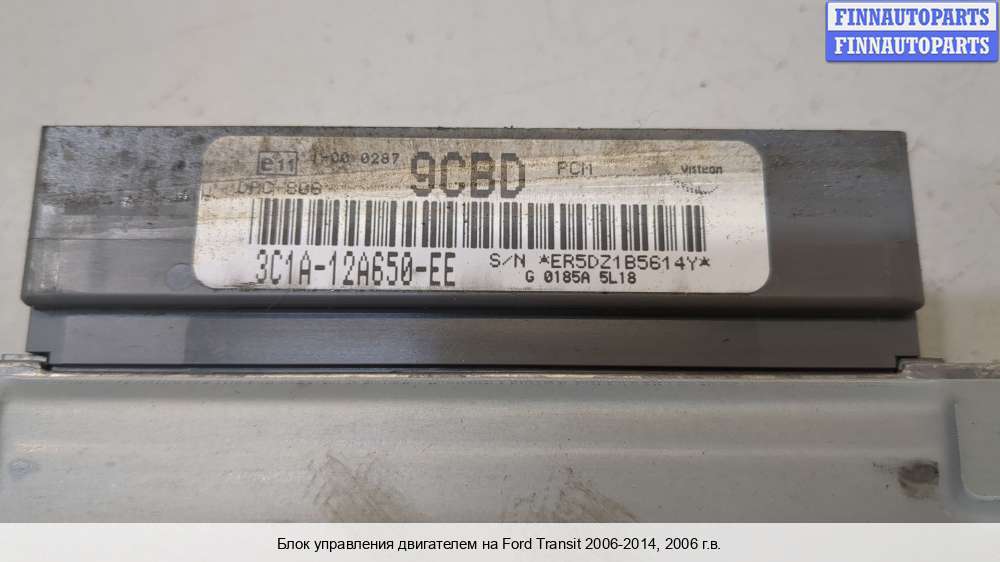 FINNAUTOPARTS
FINNAUTOPARTS
e11 0287 9CBD PCM Visteon
3C1A-12A650-EE S/N *ER5DZ1B5614Y*
G 0185A 5L18
Блок управления двигателем на Ford Transit 2006-2014, 2006 г.в.